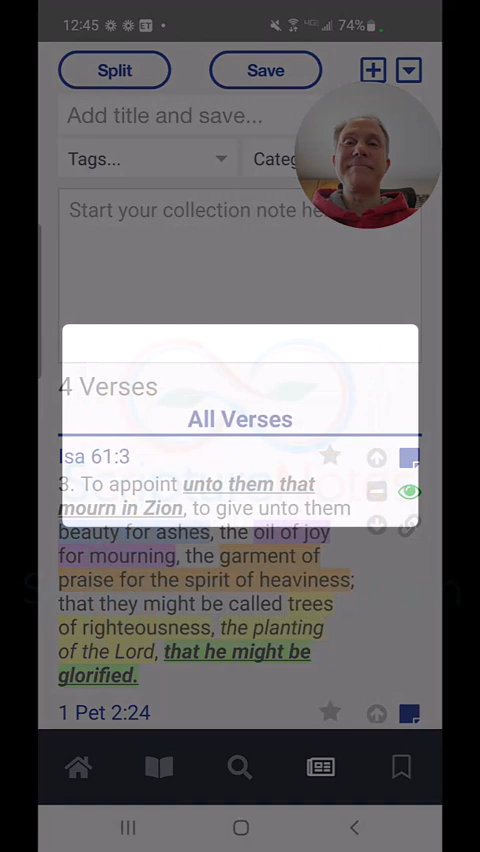 12:45 ET 74%
Split Save
Add title and save...
Tags... Categ
Start your collection note he
4 Verses
All Verses
Isa 61:3
3. To appoint unto them that
mourn in Zion, to give unto them
beauty for ashes, the oil of joy
for mourning, the garment of
praise for the spirit of heaviness;
that they might be called trees
of righteousness, the planting
of the Lord, that he might be
glorified.
1 Pet 2:24